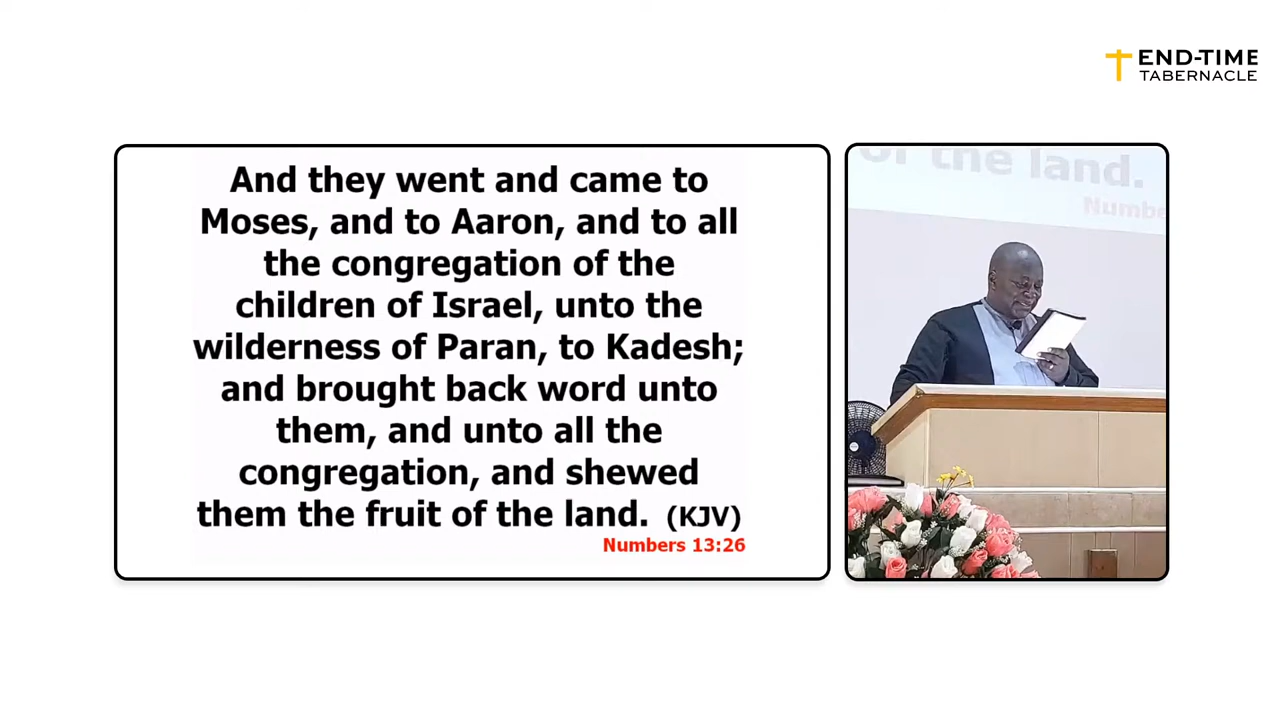 END-TIME
TABERNACLE
And they went and came to
Moses, and to Aaron, and to all
the congregation of the
children of Israel, unto the
wilderness of Paran, to Kadesh;
and brought back word unto
them, and unto all the
congregation, and shewed
them the fruit of the land. (KJV)
Numbers 13:26
of the land.
Numbe